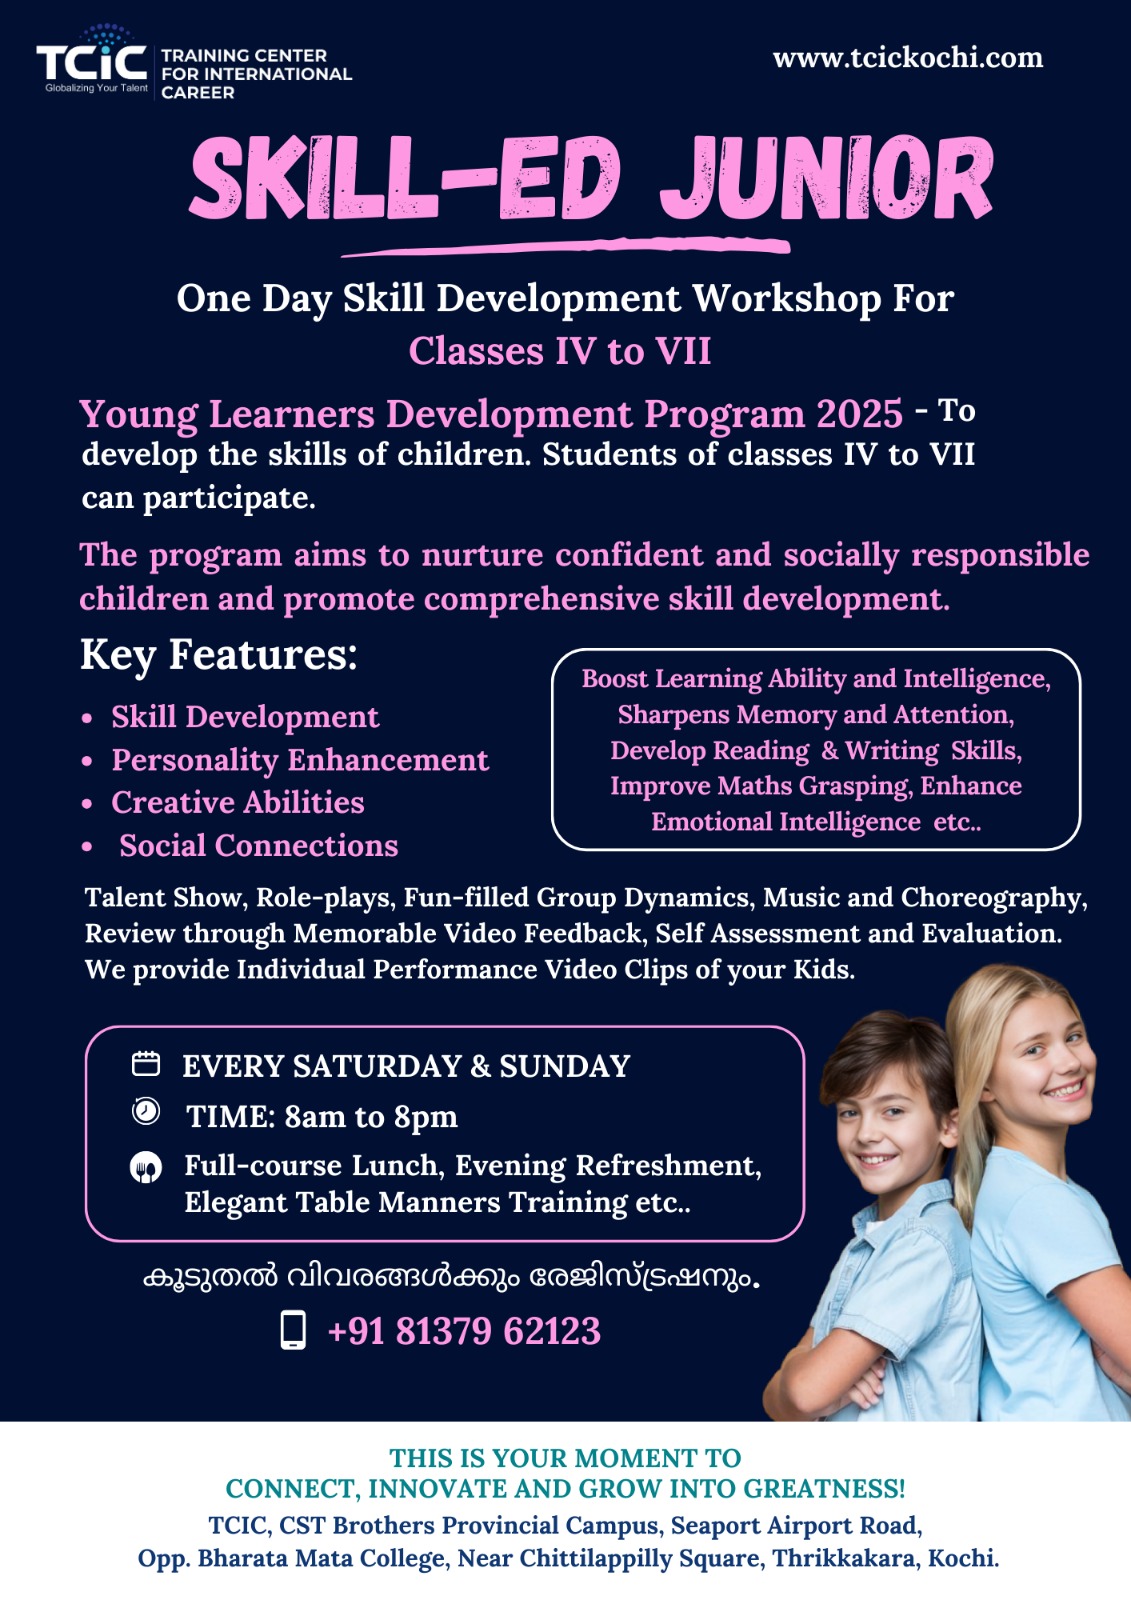 TCiC
Globalizing Your Talent
TRAINING CENTER
FOR INTERNATIONAL
CAREER
www.tcickochi.com
SKILL-ED JUNIOR
One Day Skill Development Workshop For
Classes IV to VII
Young Learners Development Program 2025 - To
develop the skills of children. Students of classes IV to VII
can participate.
The program aims to nurture confident and socially responsible
children and promote comprehensive skill development.
Key Features:
• Skill Development
• Personality Enhancement
• Creative Abilities
• Social Connections
Boost Learning Ability and Intelligence,
Sharpens Memory and Attention,
Develop Reading & Writing Skills,
Improve Maths Grasping, Enhance
Emotional Intelligence etc..
Talent Show, Role-plays, Fun-filled Group Dynamics, Music and Choreography,
Review through Memorable Video Feedback, Self Assessment and Evaluation.
We provide Individual Performance Video Clips of your Kids.
EVERY SATURDAY & SUNDAY
TIME: 8am to 8pm
Full-course Lunch, Evening Refreshment,
Elegant Table Manners Training etc..
കൂടുതൽ വിവരങ്ങൾക്കും രേജിസ്ട്രഷനും.
+91 81379 62123
THIS IS YOUR MOMENT TO
CONNECT, INNOVATE AND GROW INTO GREATNESS!
TCIC, CST Brothers Provincial Campus, Seaport Airport Road,
Opp. Bharata Mata College, Near Chittilappilly Square, Thrikkakara, Kochi.